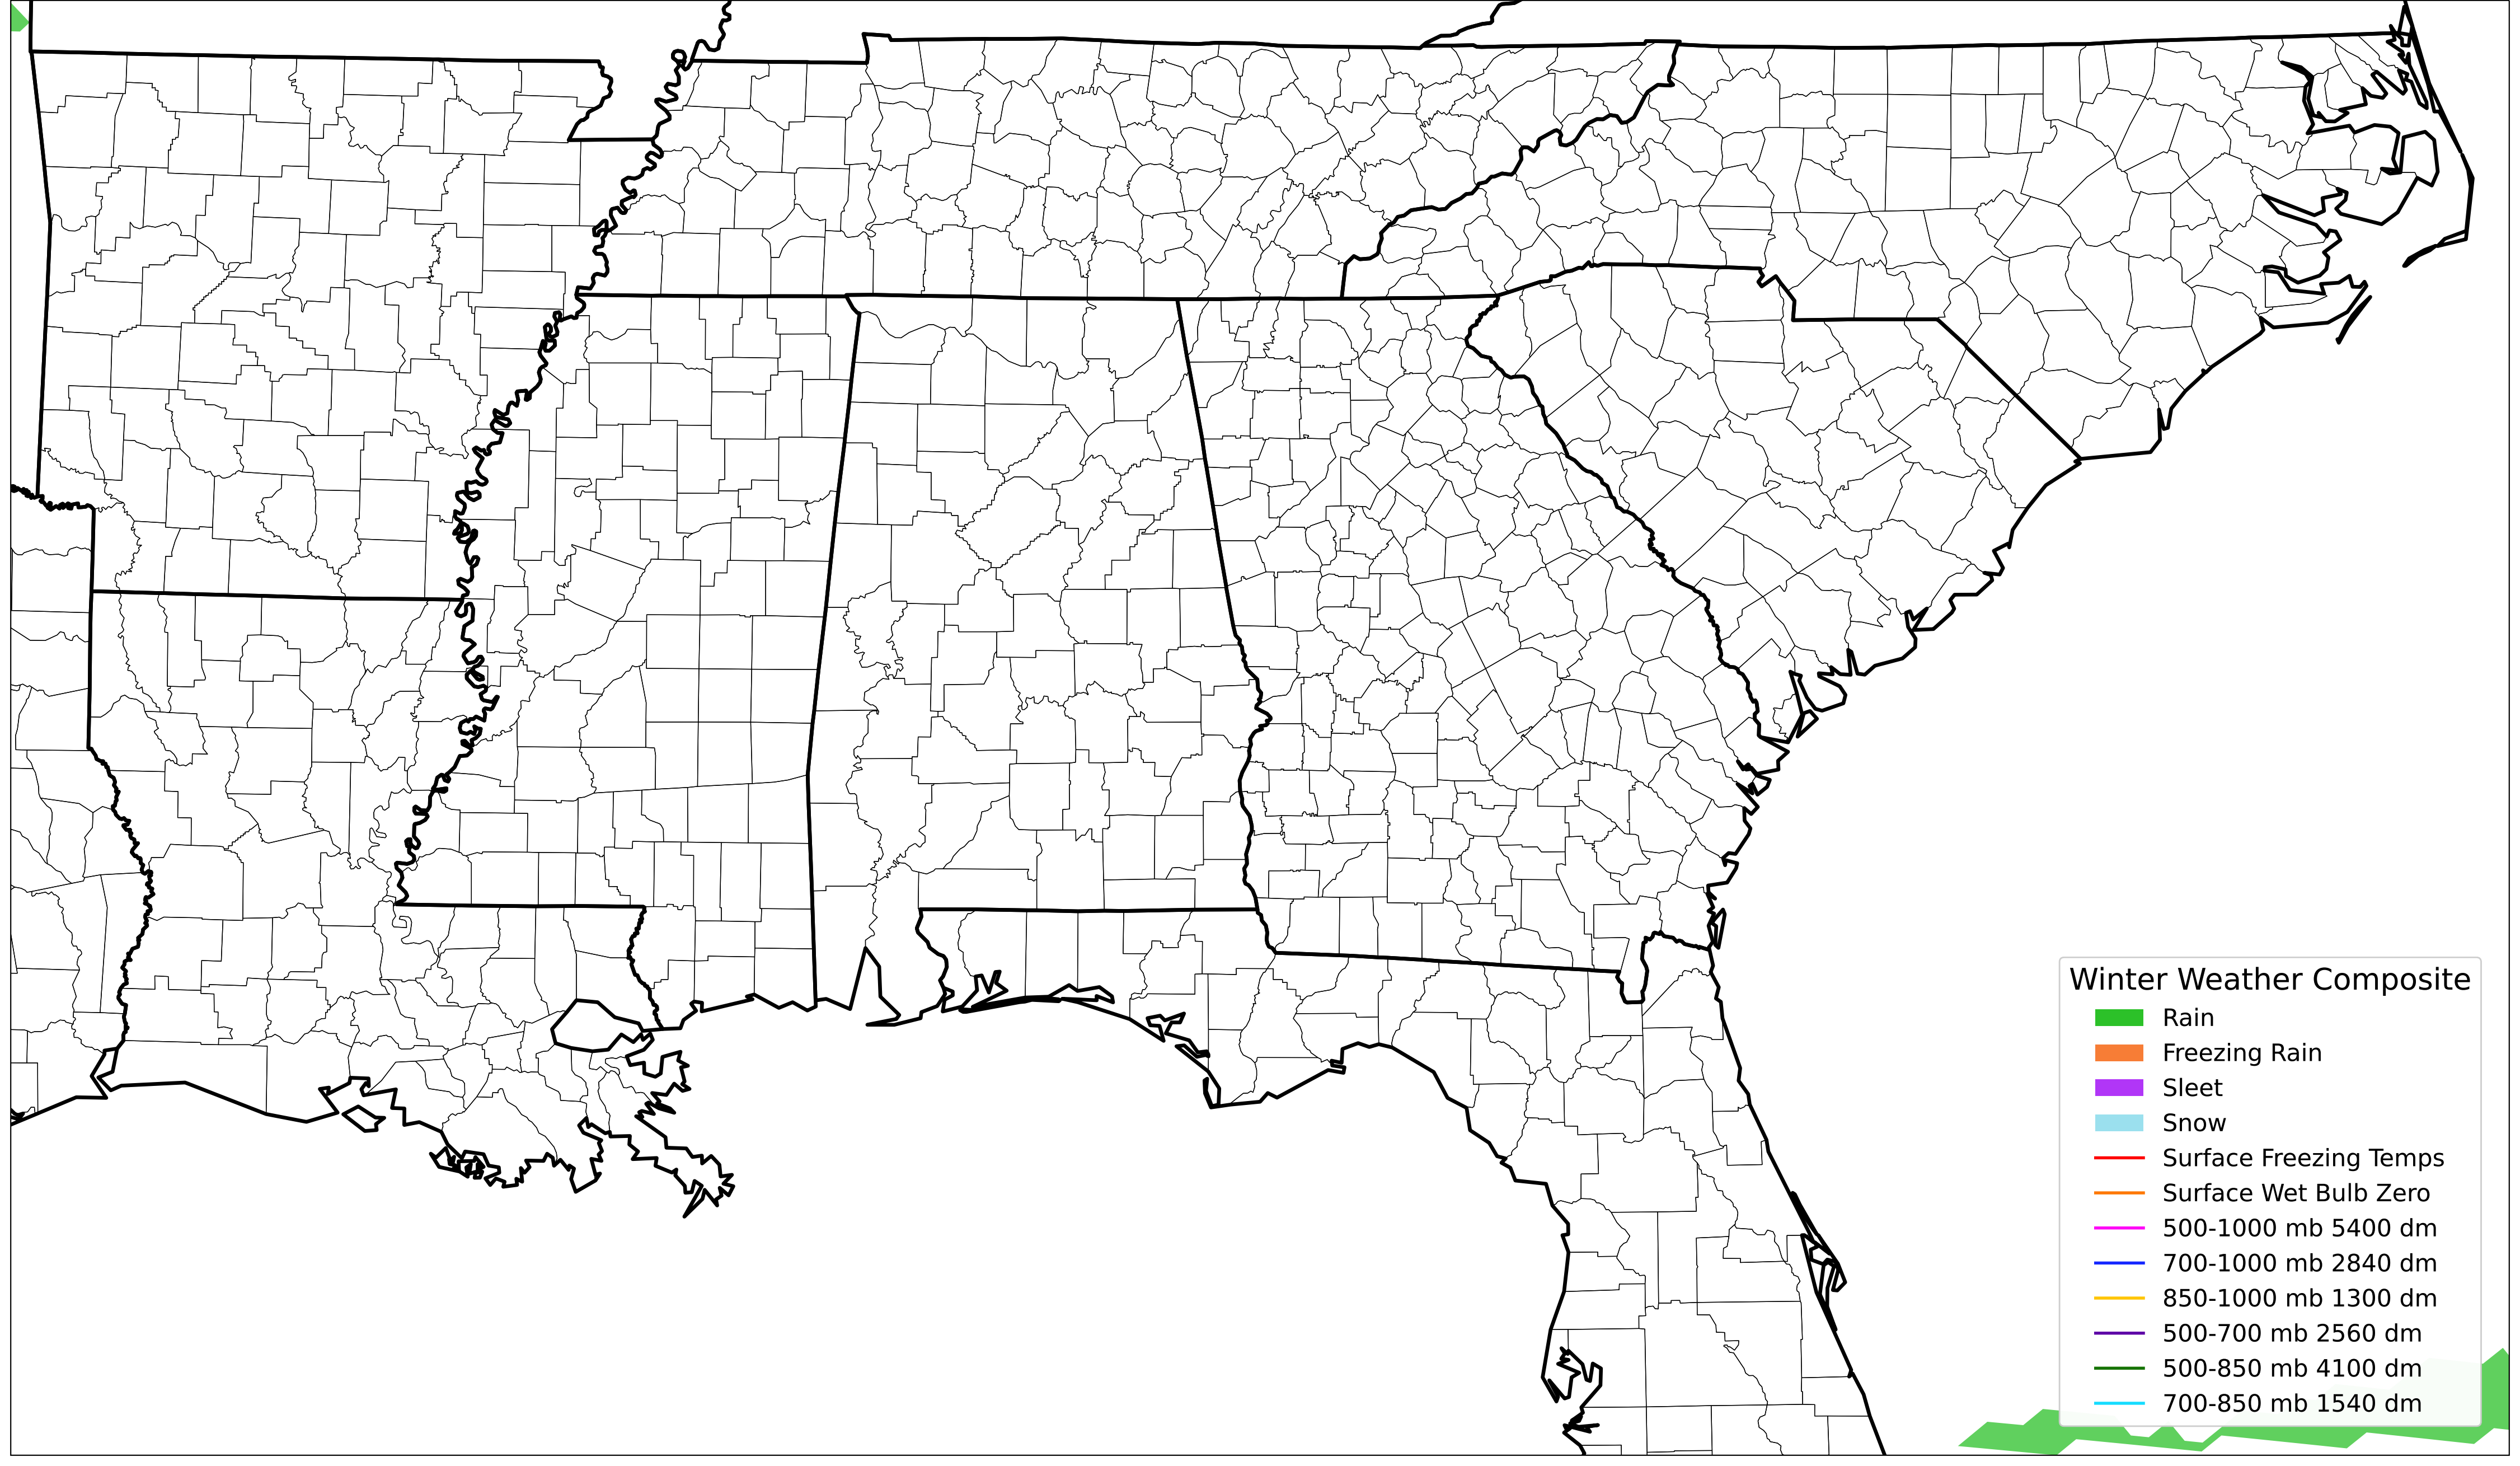 Winter Weather Composite
Rain
Freezing Rain
Sleet
Snow
Surface Freezing Temps
Surface Wet Bulb Zero
500-1000 mb 5400 dm
700-1000 mb 2840 dm
850-1000 mb 1300 dm
500-700 mb 2560 dm
500-850 mb 4100 dm
700-850 mb 1540 dm